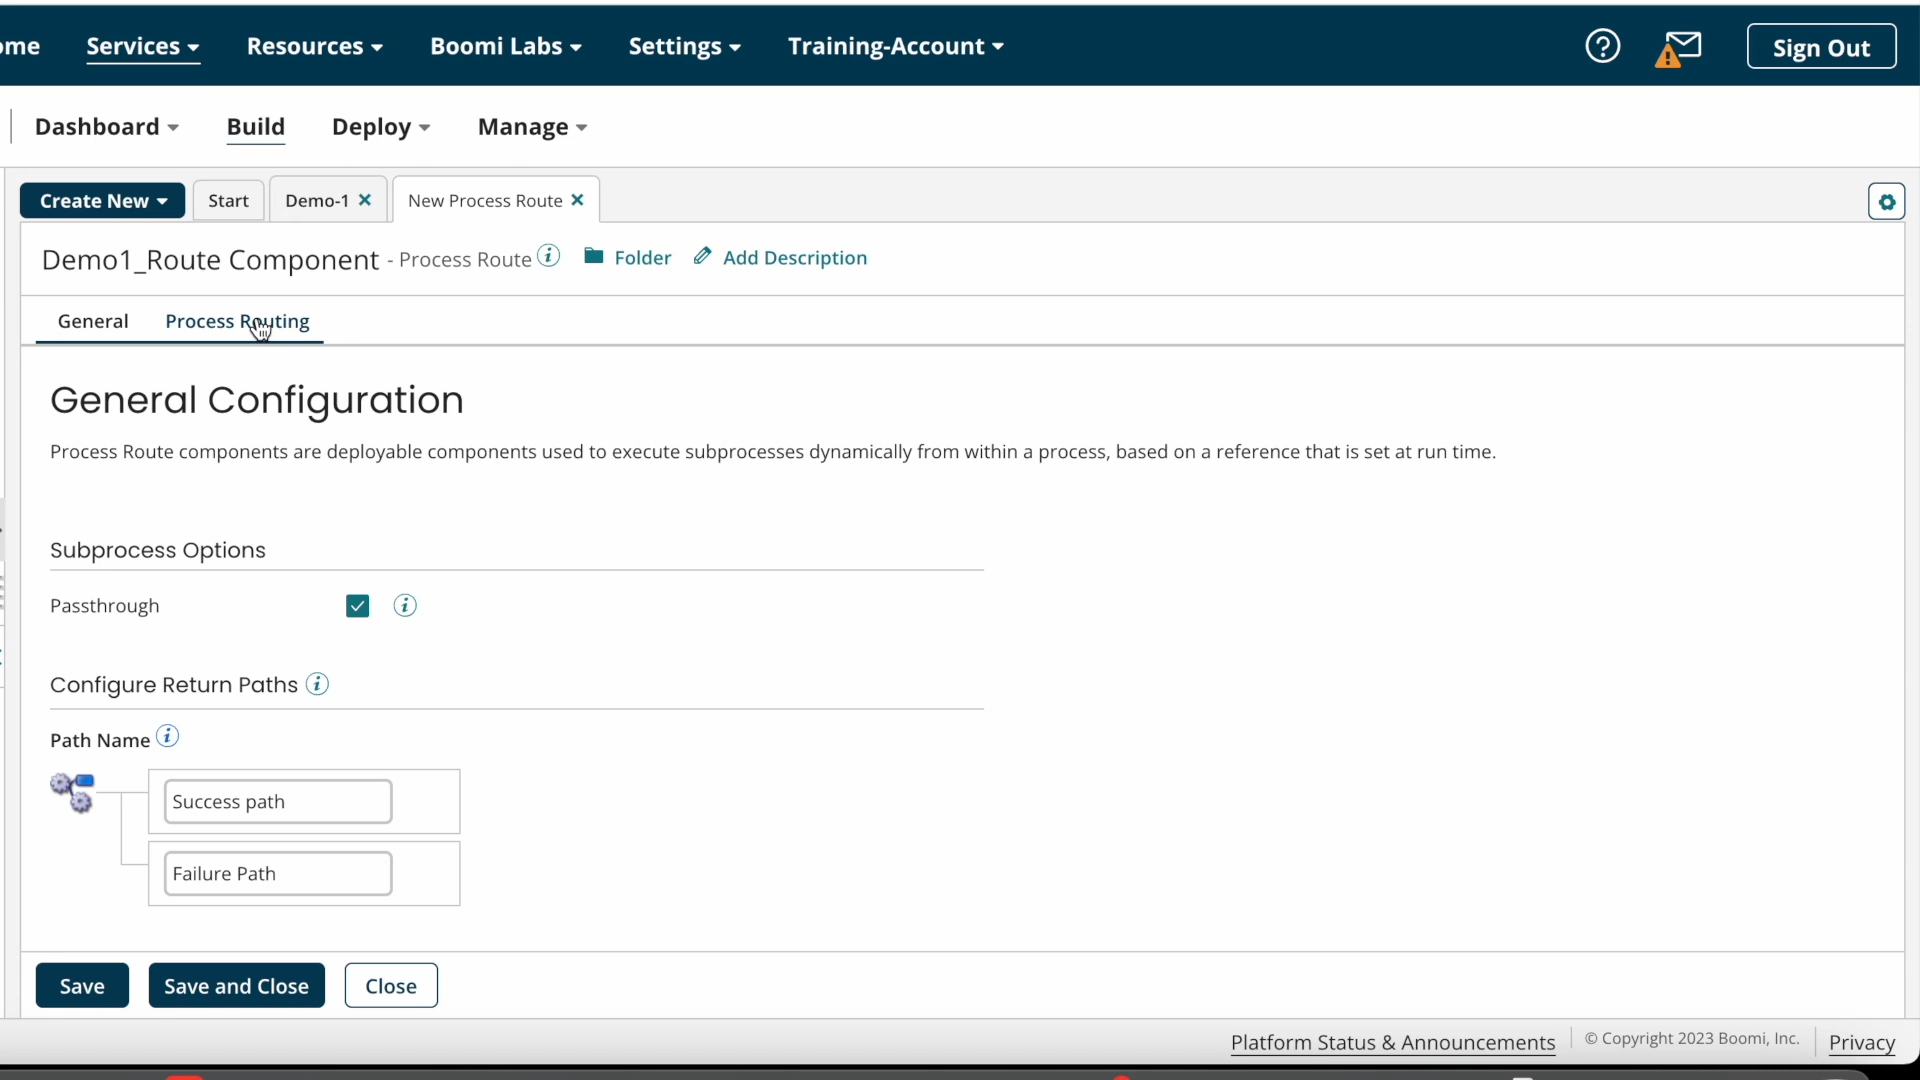 ome Services Resources Boomi Labs Settings Training-Account Sign Out
Dashboard Build Deploy Manage
Create New Start Demo-1 New Process Route
Demo1_Route Component - Process Route Folder Add Description
General Process Routing
General Configuration
Process Route components are deployable components used to execute subprocesses dynamically from within a process, based on a reference that is set at run time.
Subprocess Options
Passthrough
Configure Return Paths
Path Name
Success path
Failure Path
Save Save and Close Close
Platform Status & Announcements © Copyright 2023 Boomi, Inc. Privacy